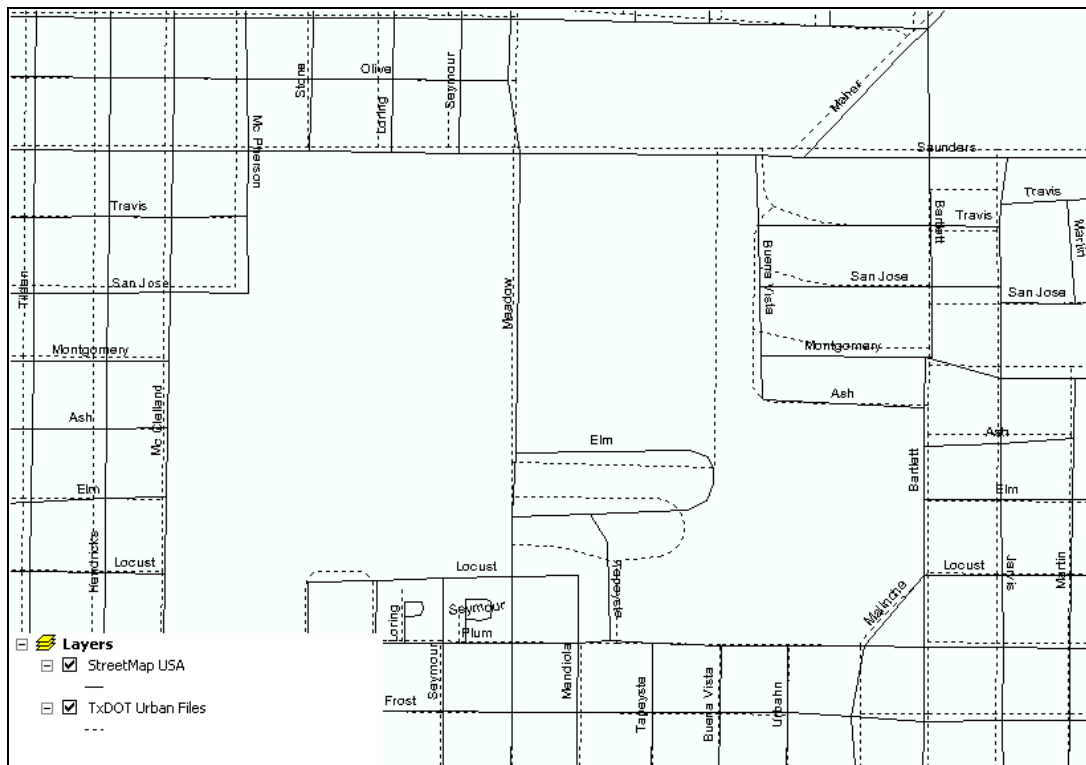 Olive
Stone
Loring
Seymour
Maher
Mc Pherson
Saunders
Travis
Bartlett
Travis
Travis
Martin
San Jose
Meadow
Buena Vista
San Jose
San Jose
Montgomery
Montgomery
Mc Clelland
Ash
Ash
Ash
Elm
Bartlett
Elm
Elm
Hendricks
Locust
Locust
Locust
Tepeyste
Malinche
Jarvis
Martin
Loring
Seymour
Plum
Seymour
Mendiola
Frost
Tapeyste
Buena Vista
Urbahn
Layers
StreetMap USA
TxDOT Urban Files